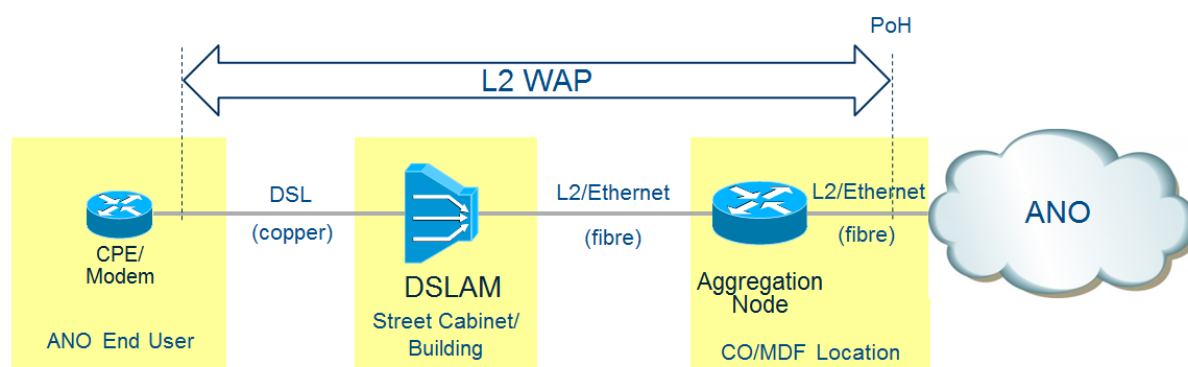 PoH
L2 WAP
DSL
(copper)
L2/Ethernet
(fibre)
L2/Ethernet
(fibre)
ANO
CPE/
Modem
DSLAM
Aggregation
Node
ANO End User
Street Cabinet/
Building
CO/MDF Location